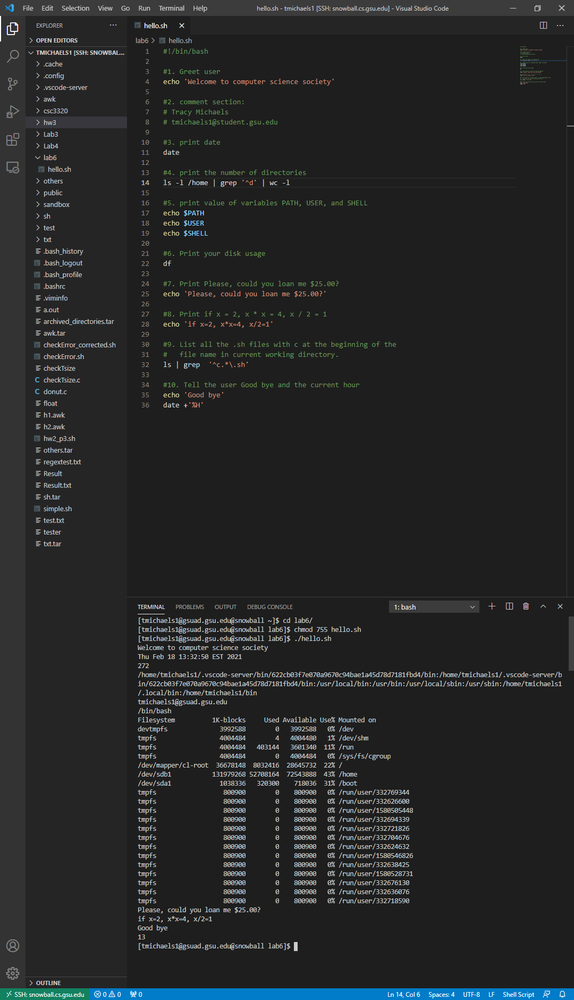 File Edit Selection View Go Run Terminal Help hello.sh - tmichaels1 [SSH: snowball.cs.gsu.edu] - Visual Studio Code
EXPLORER
OPEN EDITORS
TMICHAELS1 [SSH: SNOWBAL...
.cache
.config
.vscode-server
awk
csc3320
hw3
Lab3
Lab4
lab6
hello.sh
others
public
sandbox
sh
test
txt
.bash_history
.bash_logout
.bash_profile
.bashrc
.viminfo
a.out
archived_directories.tar
awk.tar
checkError_corrected.sh
checkError.sh
checkTsize
checkTsize.c
donut.c
float
h1.awk
h2.awk
hw2_p3.sh
others.tar
regextest.txt
Result
Result.txt
sh.tar
simple.sh
test.txt
tester
txt.tar
OUTLINE
hello.sh
lab6 > hello.sh
1 #!/bin/bash
2
3 #1. Greet user
4 echo 'Welcome to computer science society'
5
6 #2. comment section:
7 # Tracy Michaels
8 # tmichaels1@student.gsu.edu
9
10 #3. print date
11 date
12
13 #4. print the number of directories
14 ls -l /home | grep '^d' | wc -l
15
16 #5. print value of variables PATH, USER, and SHELL
17 echo $PATH
18 echo $USER
19 echo $SHELL
20
21 #6. Print your disk usage
22 df
23
24 #7. Print Please, could you loan me $25.00?
25 echo 'Please, could you loan me $25.00?'
26
27 #8. Print if x = 2, x * x = 4, x / 2 = 1
28 echo 'if x=2, x*x=4, x/2=1'
29
30 #9. List all the .sh files with c at the beginning of the
31 #   file name in current working directory.
32 ls | grep  '^c.*\.sh'
33
34 #10. Tell the user Good bye and the current hour
35 echo 'Good bye'
36 date +'%H'
TERMINAL PROBLEMS OUTPUT DEBUG CONSOLE 1: bash
[tmichaels1@gsuad.gsu.edu@snowball ~]$ cd lab6/
[tmichaels1@gsuad.gsu.edu@snowball lab6]$ chmod 755 hello.sh
[tmichaels1@gsuad.gsu.edu@snowball lab6]$ ./hello.sh
Welcome to computer science society
Thu Feb 18 13:32:50 EST 2021
272
/home/tmichaels1/.vscode-server/bin/622cb03f7e070a9670c94bae1a45d78d7181fbd4/bin:/home/tmichaels1/.vscode-server/b
in/622cb03f7e070a9670c94bae1a45d78d7181fbd4/bin:/usr/local/bin:/usr/bin:/usr/local/sbin:/usr/sbin:/home/tmichaels1
/.local/bin:/home/tmichaels1/bin
tmichaels1@gsuad.gsu.edu
/bin/bash
Filesystem 1K-blocks Used Available Use% Mounted on
devtmpfs 3992588 0 3992588 0% /dev
tmpfs 4004484 4 4004480 1% /dev/shm
tmpfs 4004484 403144 3601340 11% /run
tmpfs 4004484 0 4004484 0% /sys/fs/cgroup
/dev/mapper/cl-root 36678148 8032416 28645732 22% /
/dev/sdb1 131979268 52708164 72543888 43% /home
/dev/sda1 1038336 320300 718036 31% /boot
tmpfs 800900 0 800900 0% /run/user/332769344
tmpfs 800900 0 800900 0% /run/user/332626600
tmpfs 800900 0 800900 0% /run/user/1580505448
tmpfs 800900 0 800900 0% /run/user/332694339
tmpfs 800900 0 800900 0% /run/user/332721826
tmpfs 800900 0 800900 0% /run/user/332704676
tmpfs 800900 0 800900 0% /run/user/332624632
tmpfs 800900 0 800900 0% /run/user/1580546826
tmpfs 800900 0 800900 0% /run/user/332638425
tmpfs 800900 0 800900 0% /run/user/1580528731
tmpfs 800900 0 800900 0% /run/user/332676130
tmpfs 800900 0 800900 0% /run/user/332636076
tmpfs 800900 0 800900 0% /run/user/332718590
Please, could you loan me $25.00?
if x=2, x*x=4, x/2=1
Good bye
13
[tmichaels1@gsuad.gsu.edu@snowball lab6]$
SSH: snowball.cs.gsu.edu 0 0 0 Ln 14, Col 6 Spaces: 4 UTF-8 LF Shell Script